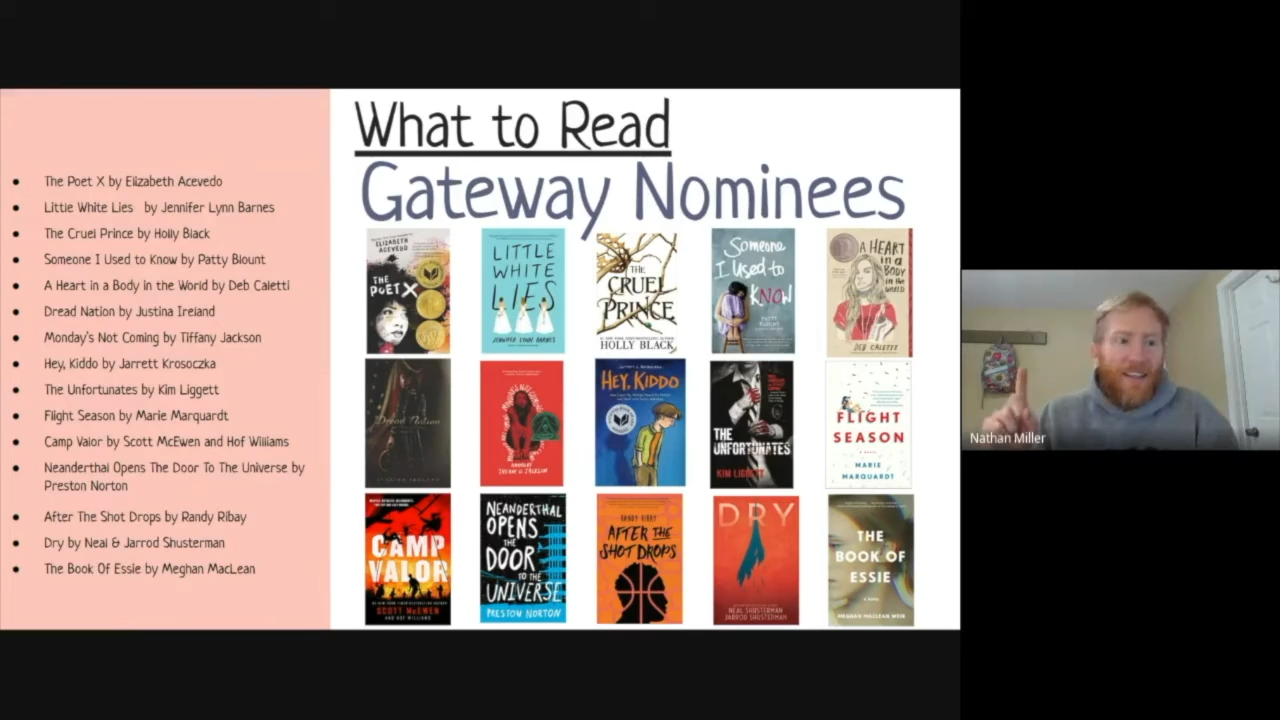 What to Read
Gateway Nominees
The Poet X by Elizabeth Acevedo
Little White Lies by Jennifer Lynn Barnes
The Cruel Prince by Holly Black
Someone I Used to Know by Patty Blount
A Heart in a Body in the World by Deb Caletti
Dread Nation by Justina Ireland
Monday's Not Coming by Tiffany Jackson
Hey, Kiddo by Jarrett Krosoczka
The Unfortunates by Kim Liggett
Flight Season by Marie Marquardt
Camp Valor by Scott McEwen and Hof Williams
Neanderthal Opens The Door To The Universe by
Preston Norton
After The Shot Drops by Randy Ribay
Dry by Neal & Jarrod Shusterman
The Book Of Essie by Meghan MacLean
ELIZABETH
ACEVEDO
THE
POET X
LITTLE
WHITE
LIES
JENNIFER LYNN BARNES
THE
CRUEL
PRINCE
HOLLY BLACK
Someone
I Used to
KNOW
PATTY
BLOUNT
A HEART
in a
BODY
in the
WORLD
DEB CALETTI
Dread Nation
HEY, KIDDO
THE
UNFORTUNATES
KIM LIGGETT
FLIGHT
SEASON
MARIE
MARQUARDT
CAMP
VALOR
SCOTT McEWEN
AND HOF WILLIAMS
NEANDERTHAL
OPENS
THE
DOOR
TO THE
UNIVERSE
PRESTON NORTON
RANDY RIBAY
AFTER THE
SHOT DROPS
DRY
NEAL SHUSTERMAN
JARROD SHUSTERMAN
THE
BOOK OF
ESSIE
A NOVEL
MEGHAN MACLEAN WEIR
Nathan Miller